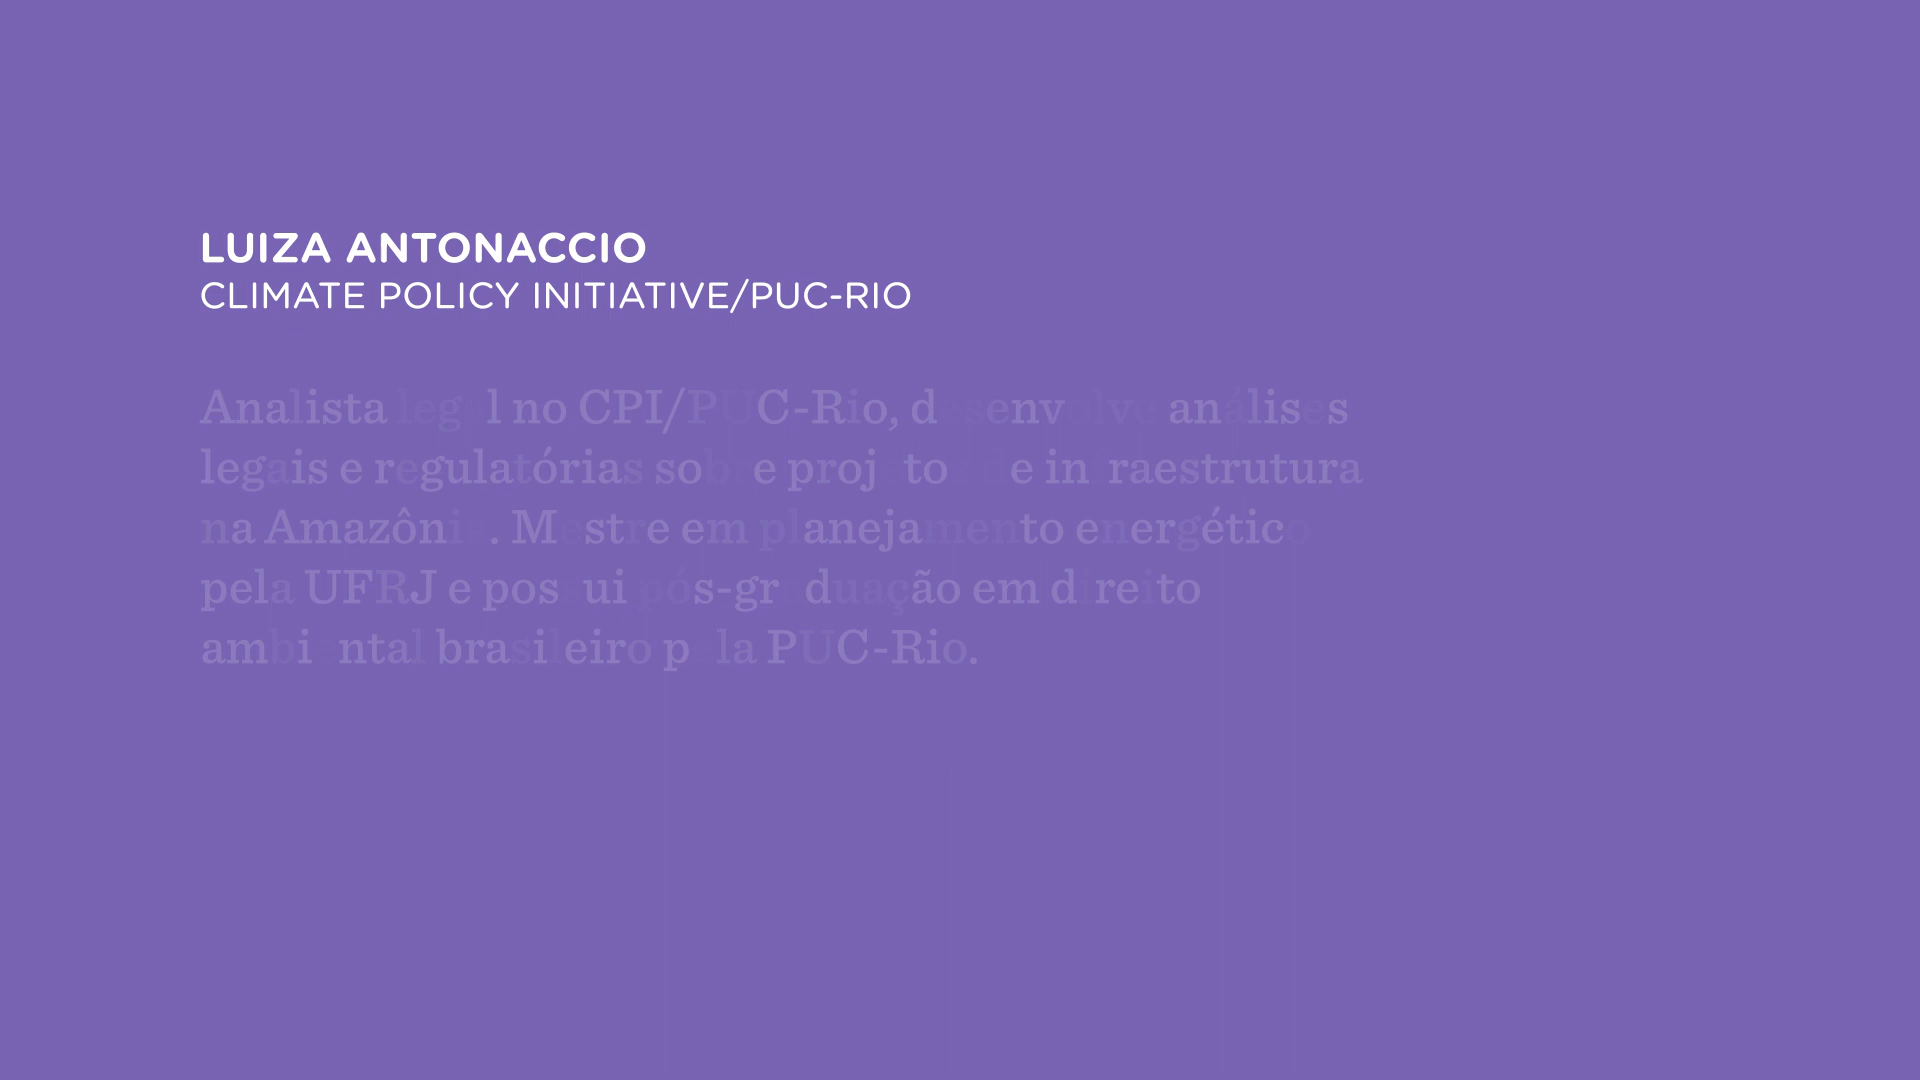 LUIZA ANTONACCIO
CLIMATE POLICY INITIATIVE/PUC-RIO
Analista legal no CPI/PUC-Rio, desenvolve análises
legais e regulatórias sobre projetos de infraestrutura
na Amazônia. Mestre em planejamento energético
pela UFRJ e possui pós-graduação em direito
ambiental brasileiro pela PUC-Rio.